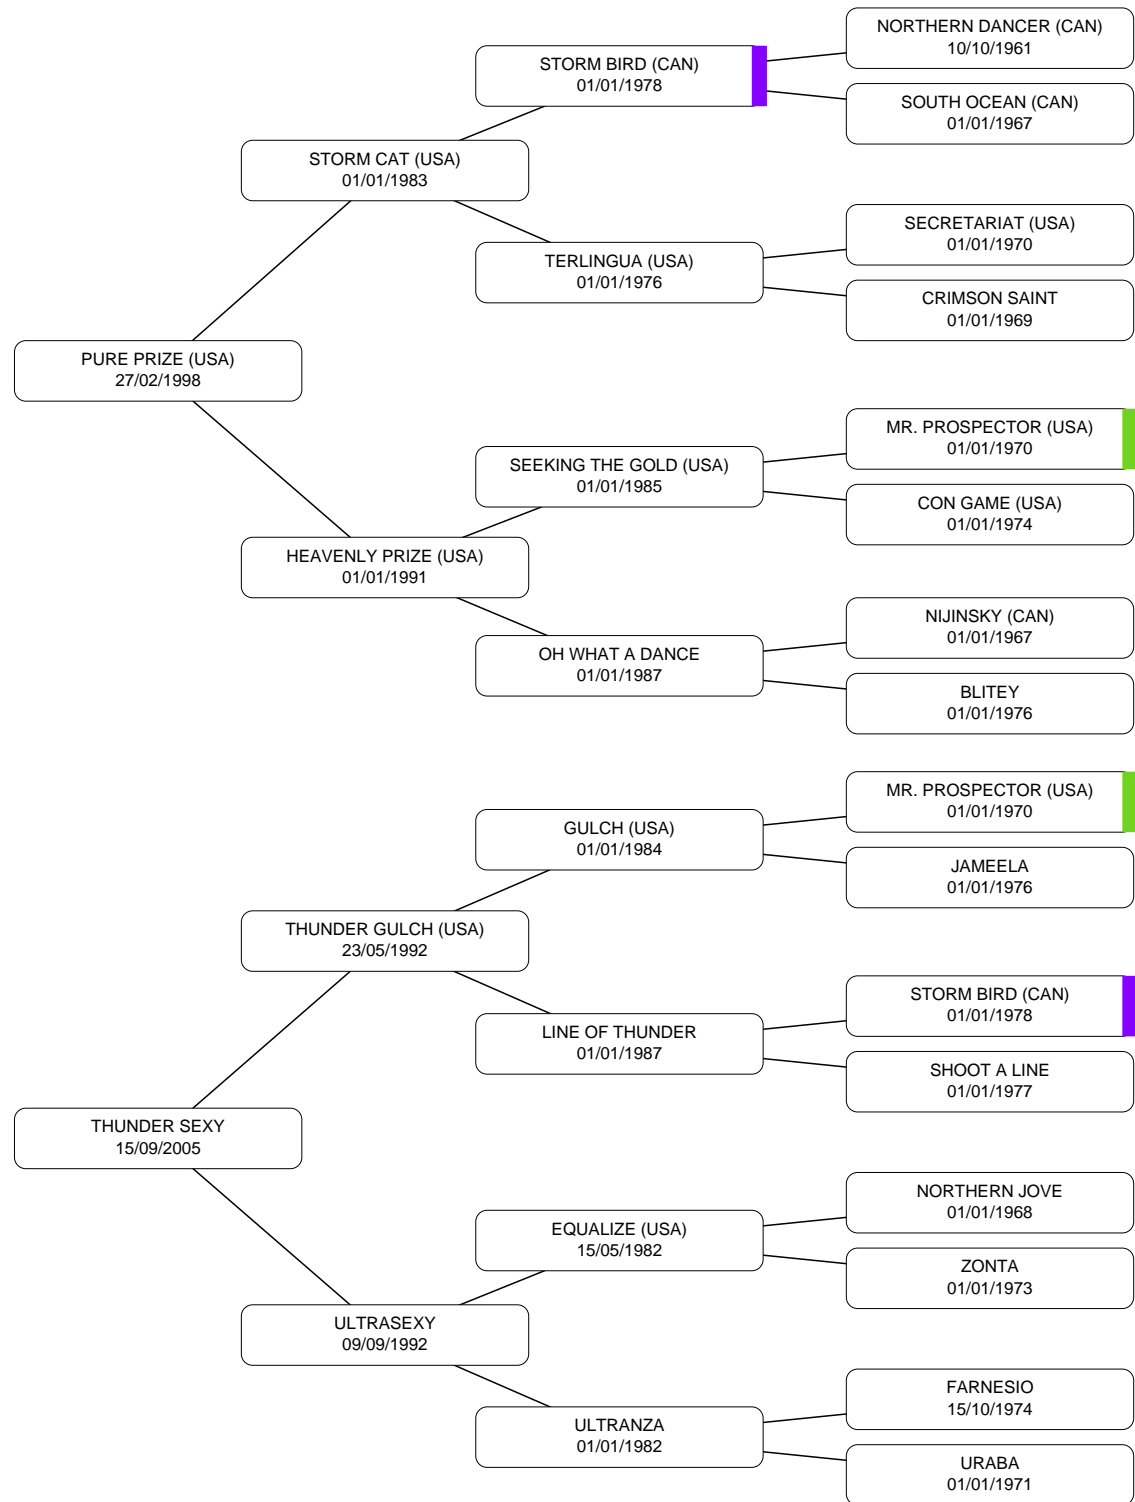 NORTHERN DANCER (CAN)
10/10/1961
STORM BIRD (CAN)
01/01/1978
SOUTH OCEAN (CAN)
01/01/1967
STORM CAT (USA)
01/01/1983
SECRETARIAT (USA)
01/01/1970
TERLINGUA (USA)
01/01/1976
CRIMSON SAINT
01/01/1969
PURE PRIZE (USA)
27/02/1998
MR. PROSPECTOR (USA)
01/01/1970
SEEKING THE GOLD (USA)
01/01/1985
CON GAME (USA)
01/01/1974
HEAVENLY PRIZE (USA)
01/01/1991
NIJINSKY (CAN)
01/01/1967
OH WHAT A DANCE
01/01/1987
BLITEY
01/01/1976
MR. PROSPECTOR (USA)
01/01/1970
GULCH (USA)
01/01/1984
JAMEELA
01/01/1976
THUNDER GULCH (USA)
23/05/1992
STORM BIRD (CAN)
01/01/1978
LINE OF THUNDER
01/01/1987
SHOOT A LINE
01/01/1977
THUNDER SEXY
15/09/2005
NORTHERN JOVE
01/01/1968
EQUALIZE (USA)
15/05/1982
ZONTA
01/01/1973
ULTRASEXY
09/09/1992
FARNESIO
15/10/1974
ULTRANZA
01/01/1982
URABA
01/01/1971